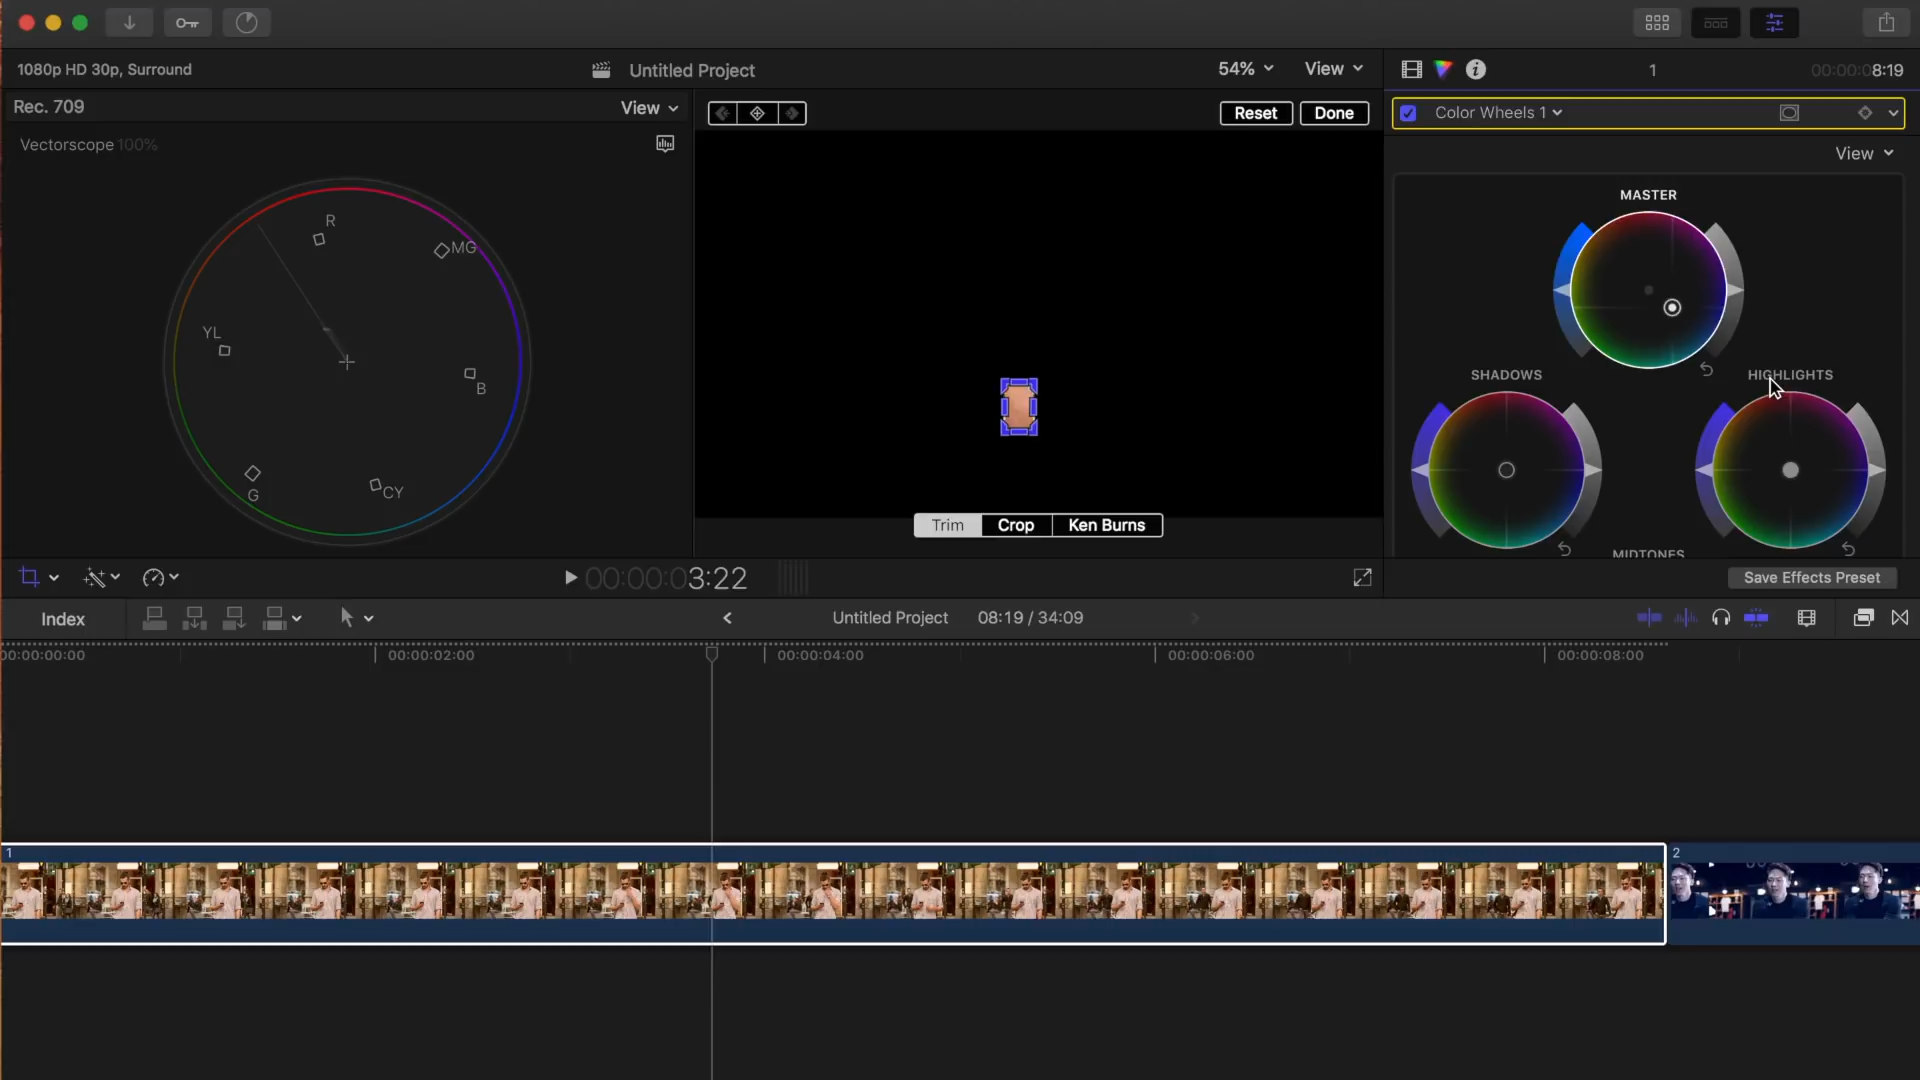 1080p HD 30p, Surround
Untitled Project
54%
View
1
00:00:08:19
Rec. 709
View
Reset
Done
Color Wheels 1
Vectorscope 100%
View
MASTER
R
MG
YL
B
G
CY
SHADOWS
HIGHLIGHTS
Trim
Crop
Ken Burns
MIDTONES
00:00:03:22
Save Effects Preset
Index
Untitled Project
08:19 / 34:09
00:00:00:00
00:00:02:00
00:00:04:00
00:00:06:00
00:00:08:00
1
2